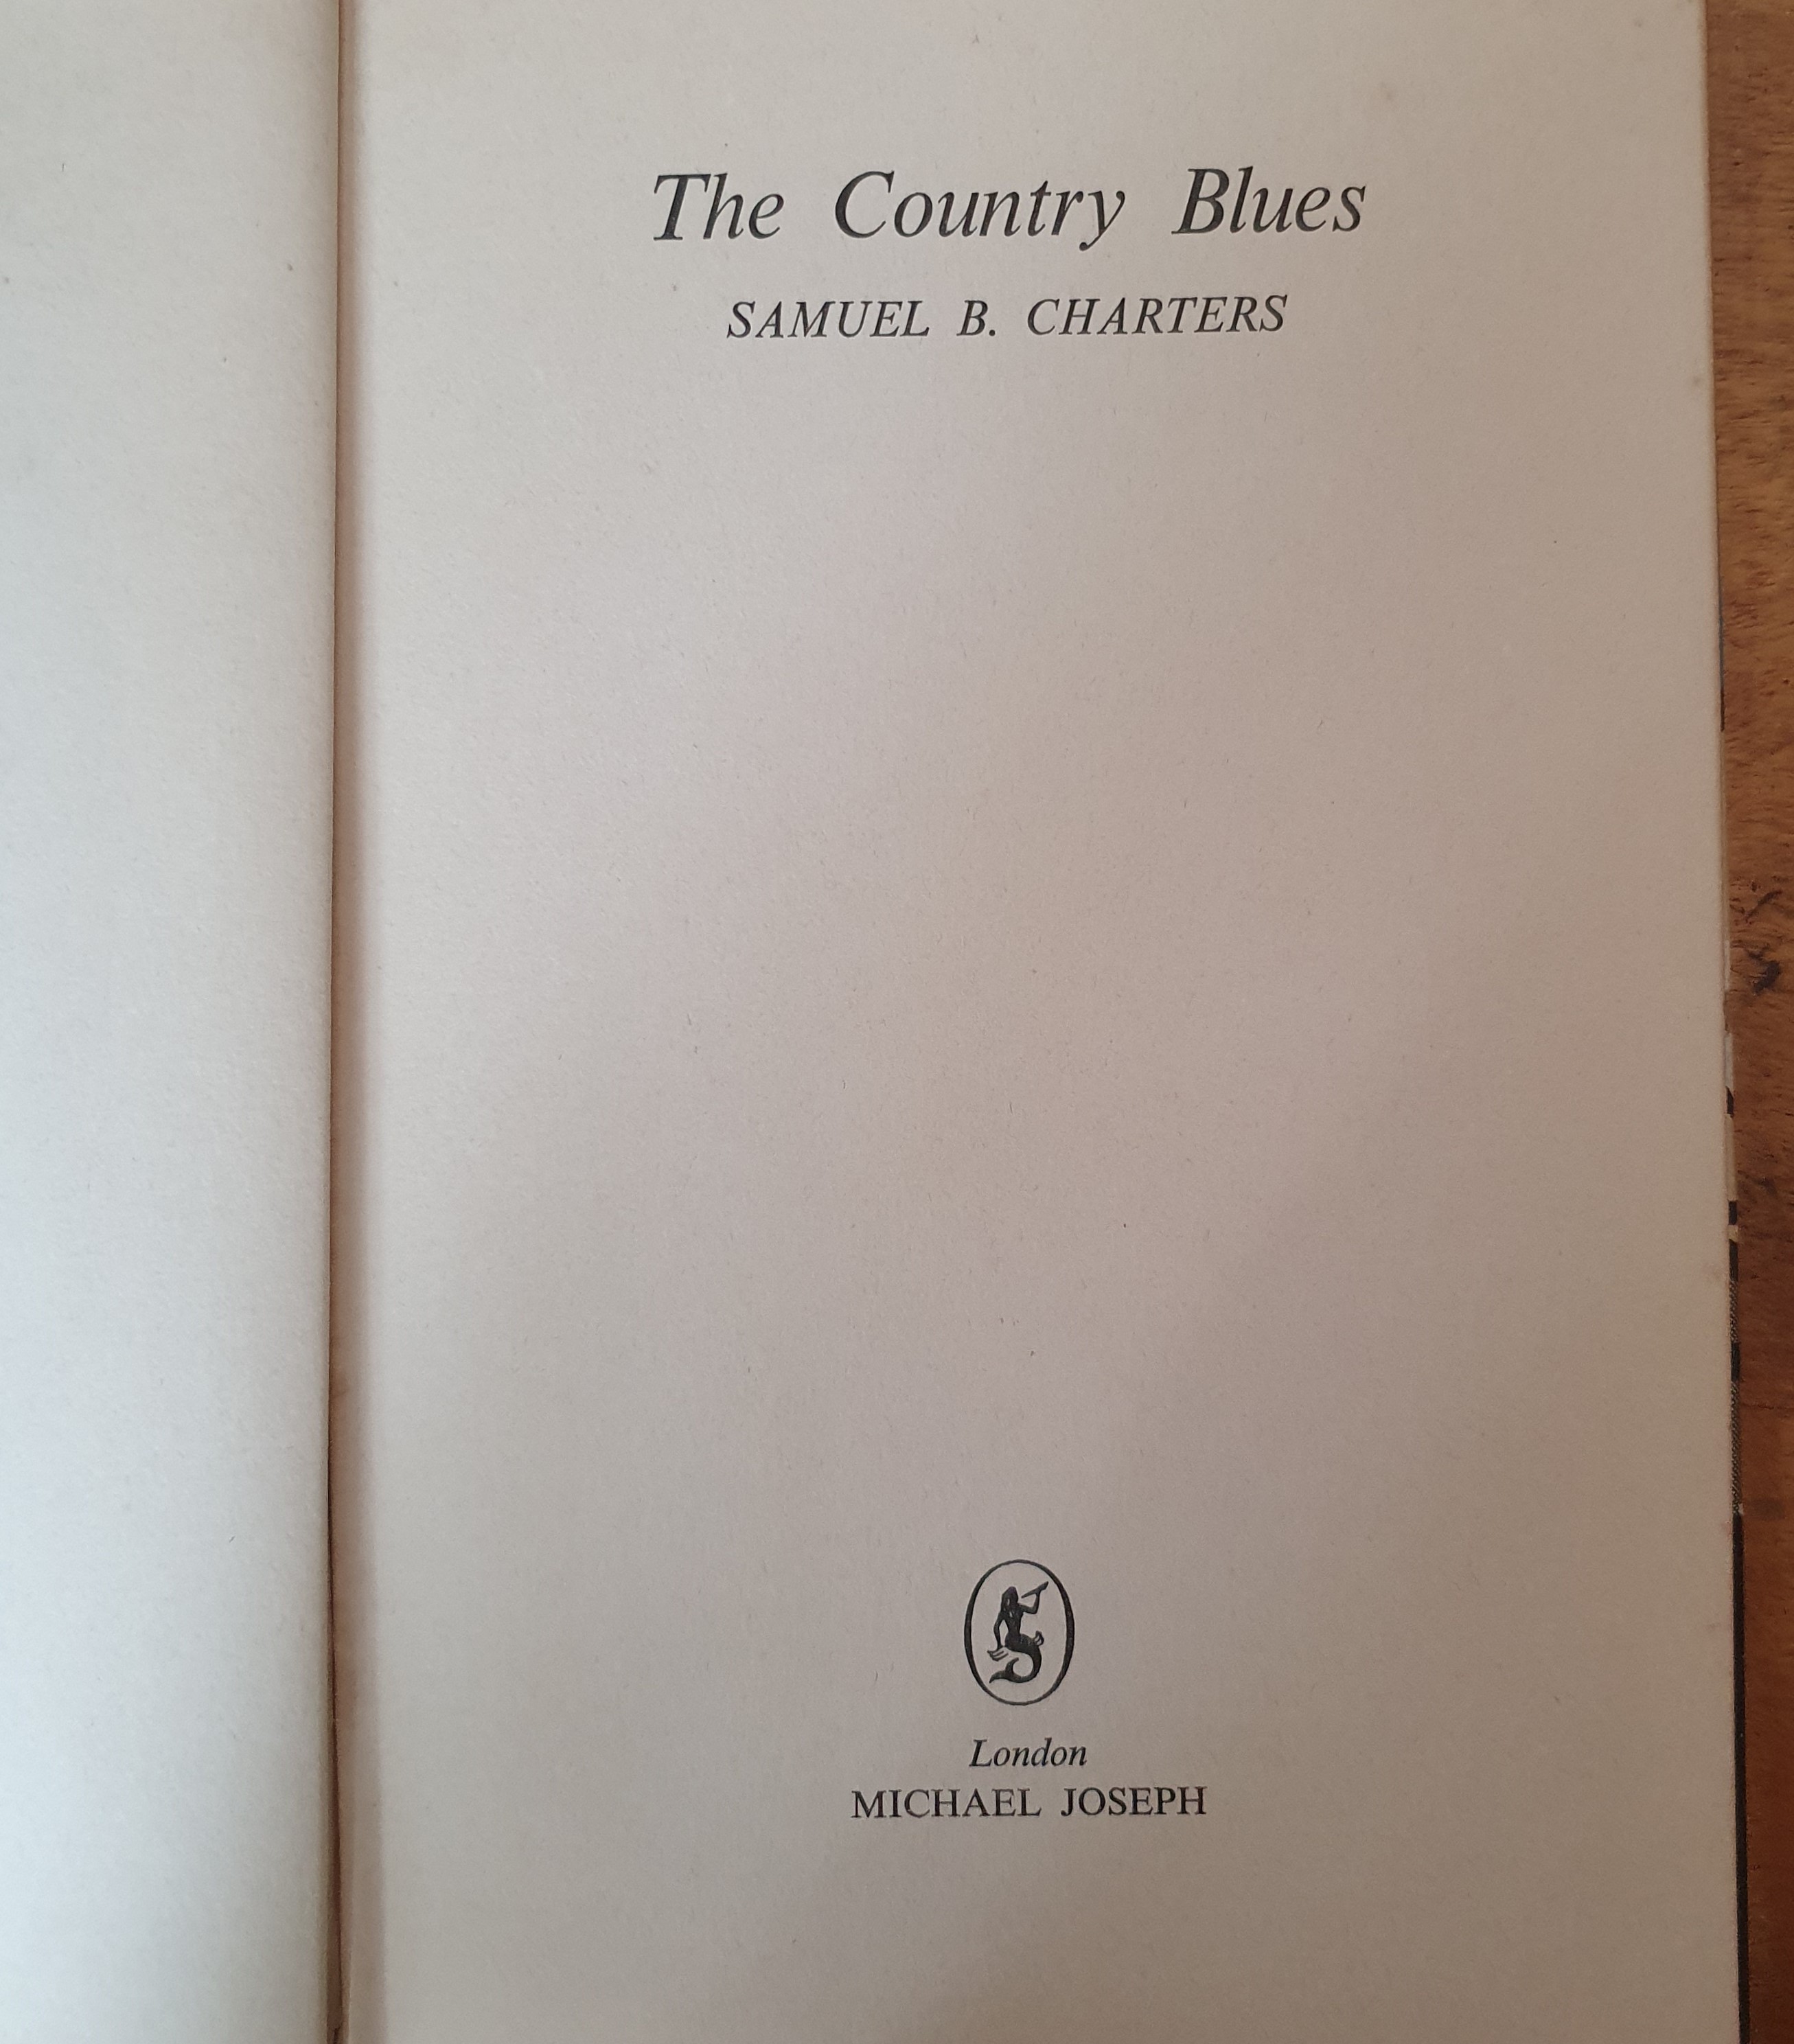 The Country Blues
SAMUEL B. CHARTERS
London
MICHAEL JOSEPH